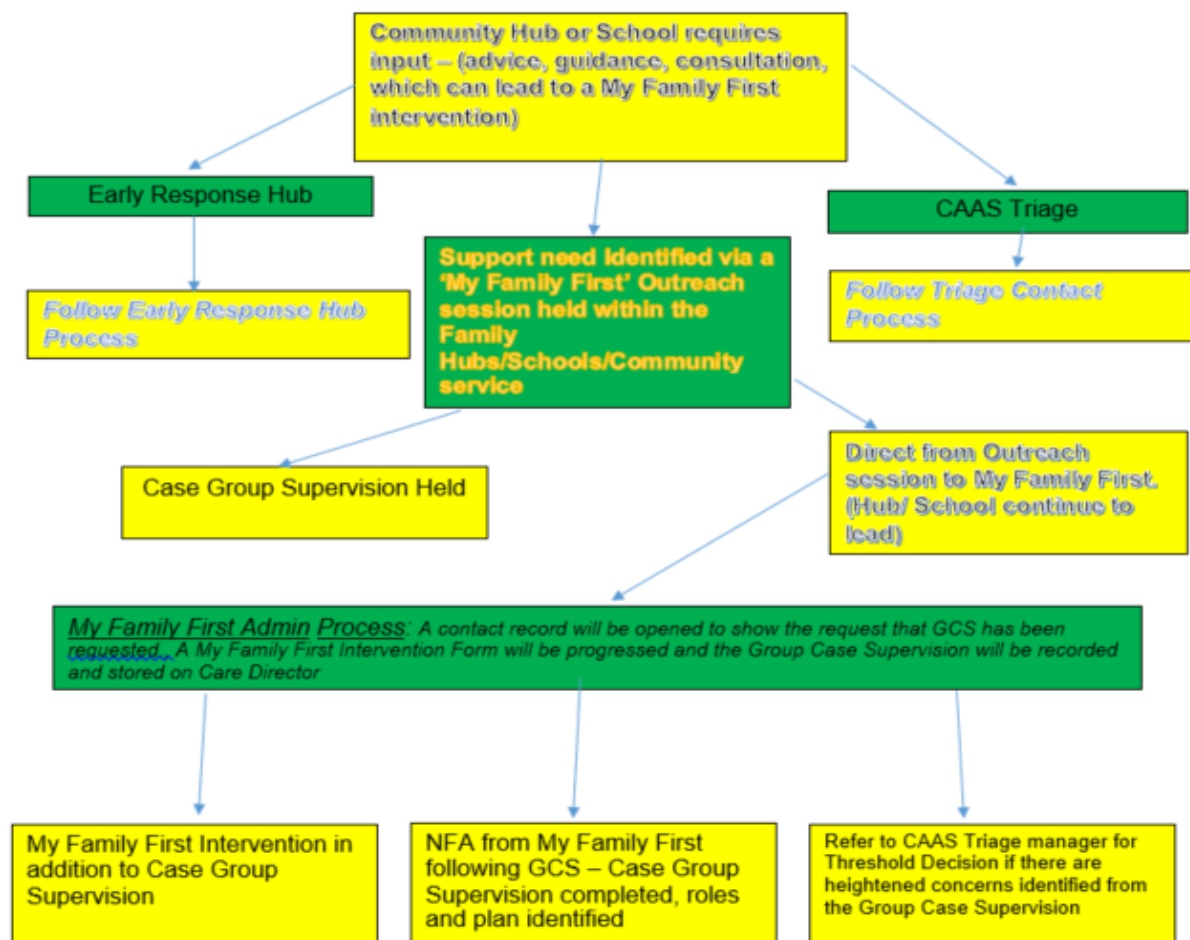 Community Hub or School requires
input – (advice, guidance, consultation,
which can lead to a My Family First
intervention)
Early Response Hub
CAAS Triage
Support need Identified via a
‘My Family First’ Outreach
session held within the
Family
Hubs/Schools/Community
service
Follow Early Response Hub
Process
Follow Triage Contact
Process
Case Group Supervision Held
Direct from Outreach
session to My Family First.
(Hub/ School continue to
lead)
My Family First Admin Process: A contact record will be opened to show the request that GCS has been
requested. A My Family First Intervention Form will be progressed and the Group Case Supervision will be recorded
and stored on Care Director
My Family First Intervention in
addition to Case Group
Supervision
NFA from My Family First
following GCS – Case Group
Supervision completed, roles
and plan identified
Refer to CAAS Triage manager for
Threshold Decision if there are
heightened concerns identified from
the Group Case Supervision